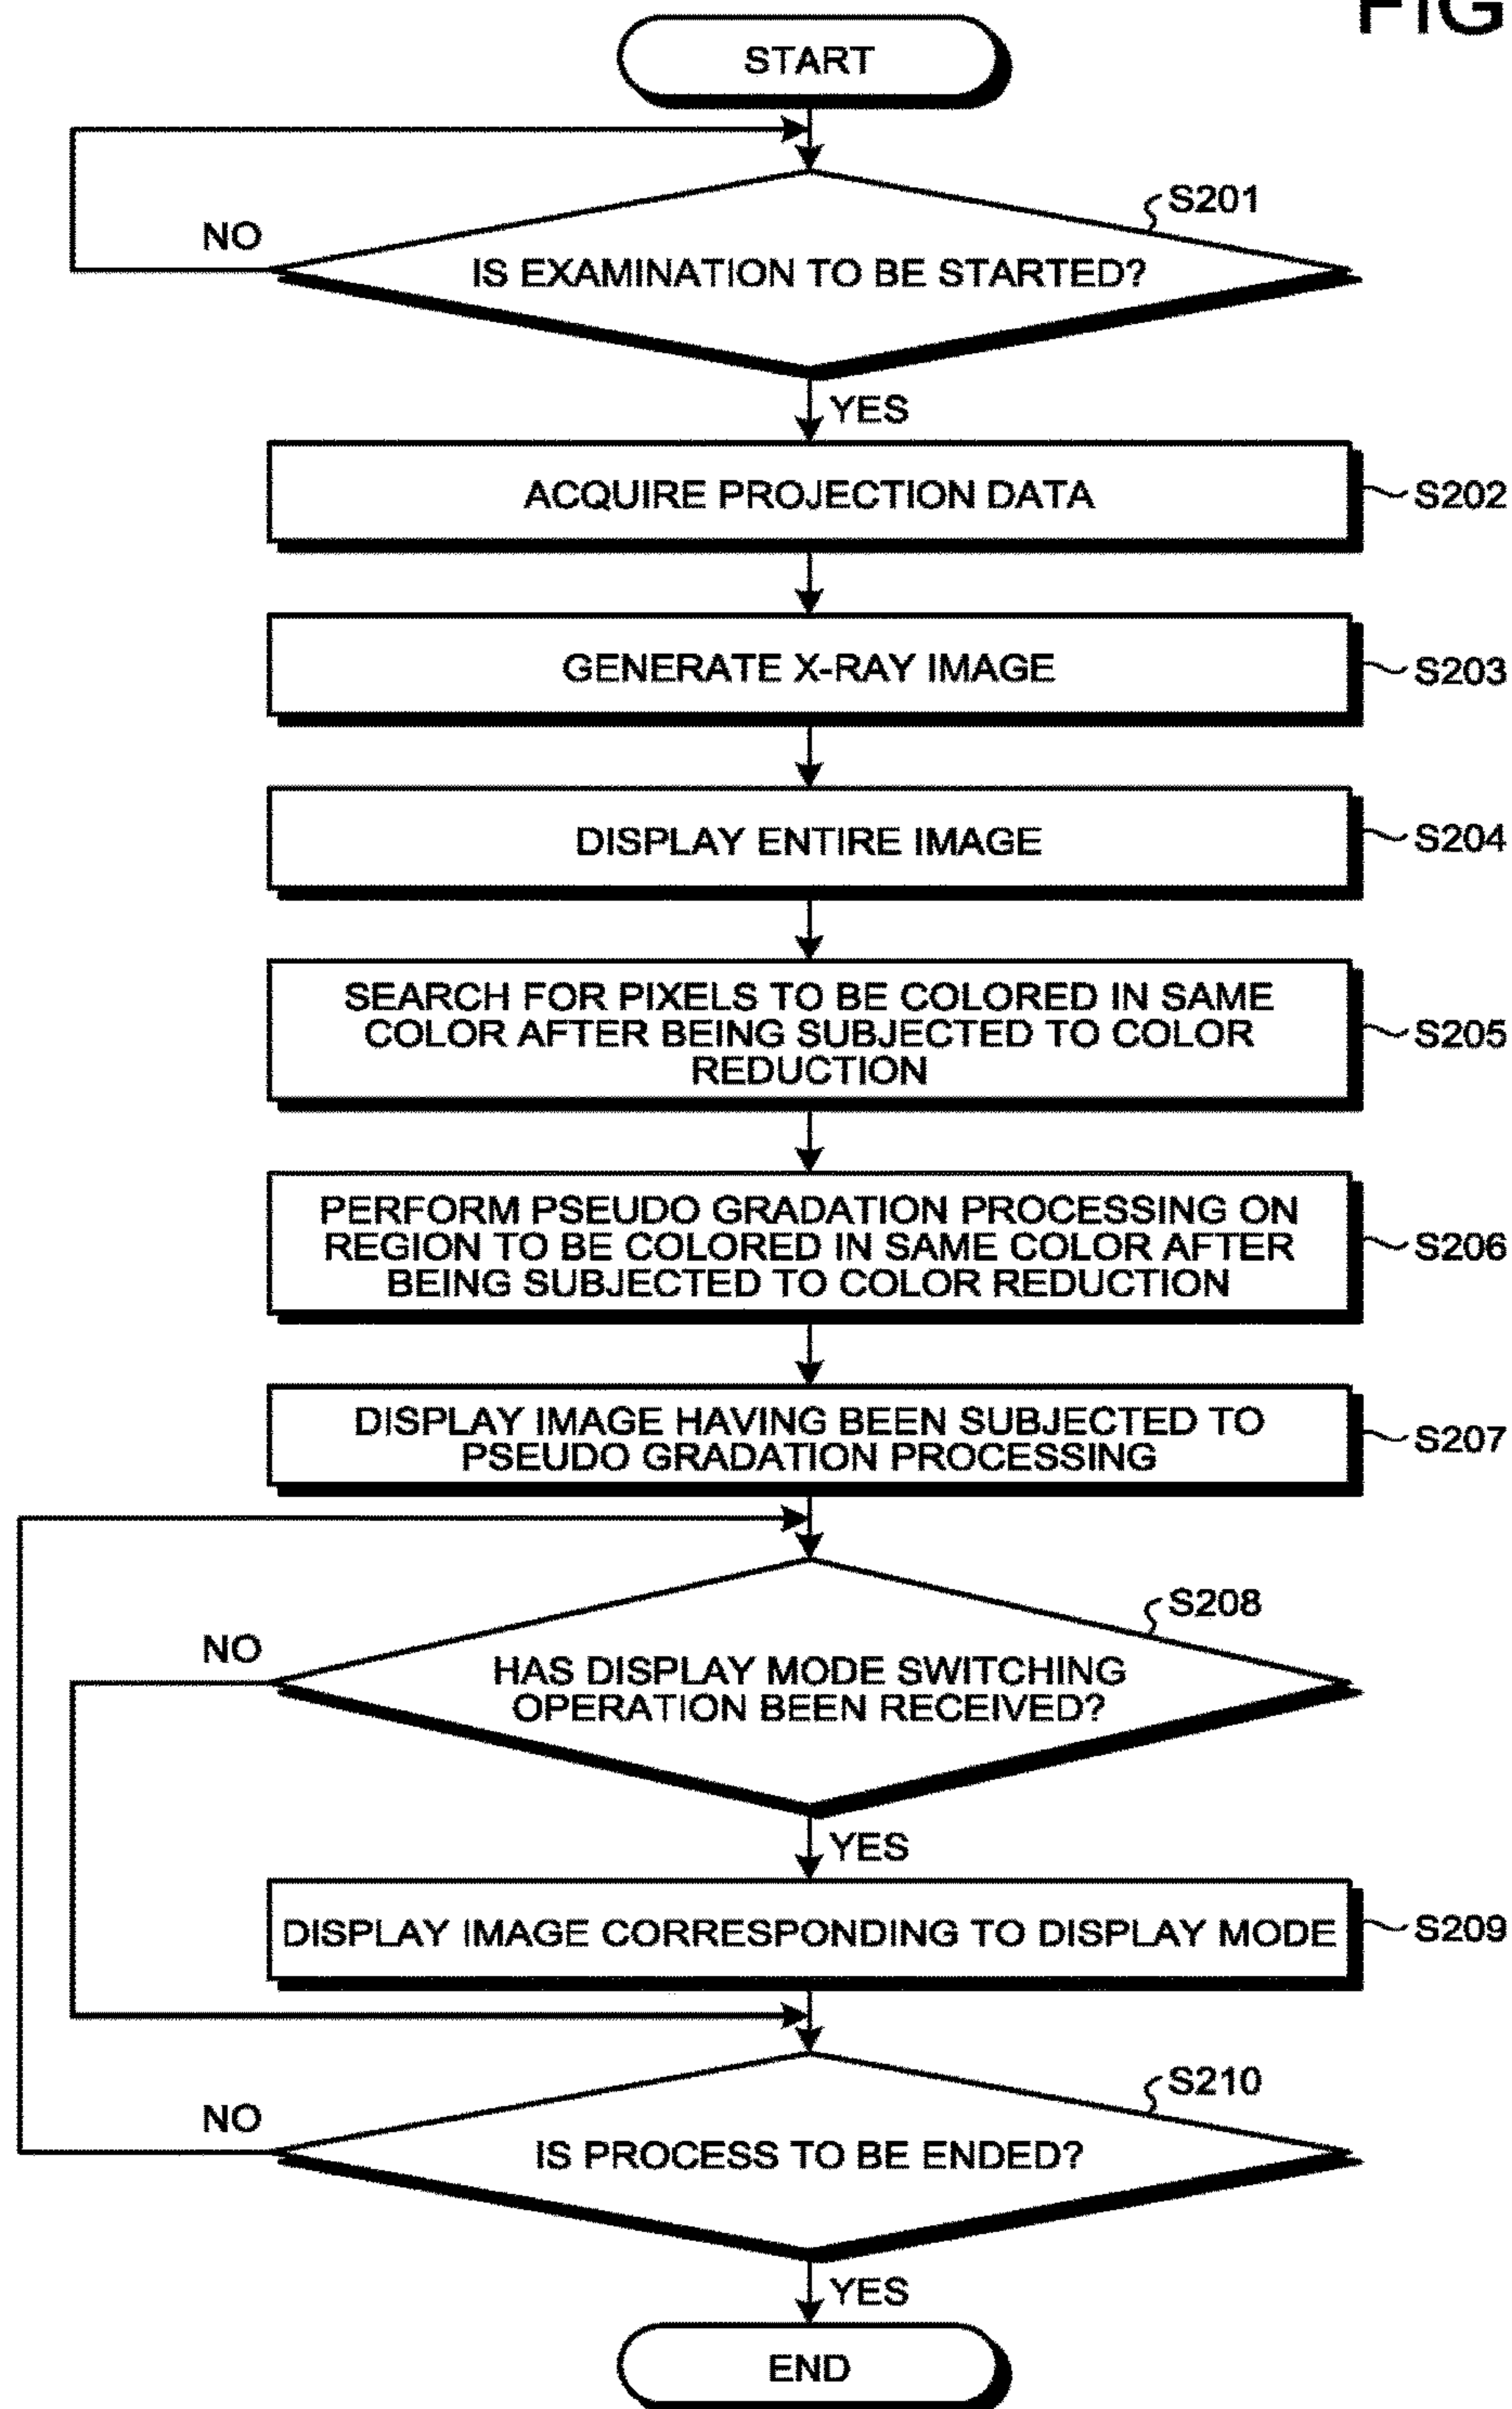 FIG
START
S201
NO
IS EXAMINATION TO BE STARTED?
YES
ACQUIRE PROJECTION DATA
S202
GENERATE X-RAY IMAGE
S203
DISPLAY ENTIRE IMAGE
S204
SEARCH FOR PIXELS TO BE COLORED IN SAME
COLOR AFTER BEING SUBJECTED TO COLOR
REDUCTION
S205
PERFORM PSEUDO GRADATION PROCESSING ON
REGION TO BE COLORED IN SAME COLOR AFTER
BEING SUBJECTED TO COLOR REDUCTION
S206
DISPLAY IMAGE HAVING BEEN SUBJECTED TO
PSEUDO GRADATION PROCESSING
S207
S208
NO
HAS DISPLAY MODE SWITCHING
OPERATION BEEN RECEIVED?
YES
DISPLAY IMAGE CORRESPONDING TO DISPLAY MODE
S209
S210
NO
IS PROCESS TO BE ENDED?
YES
END